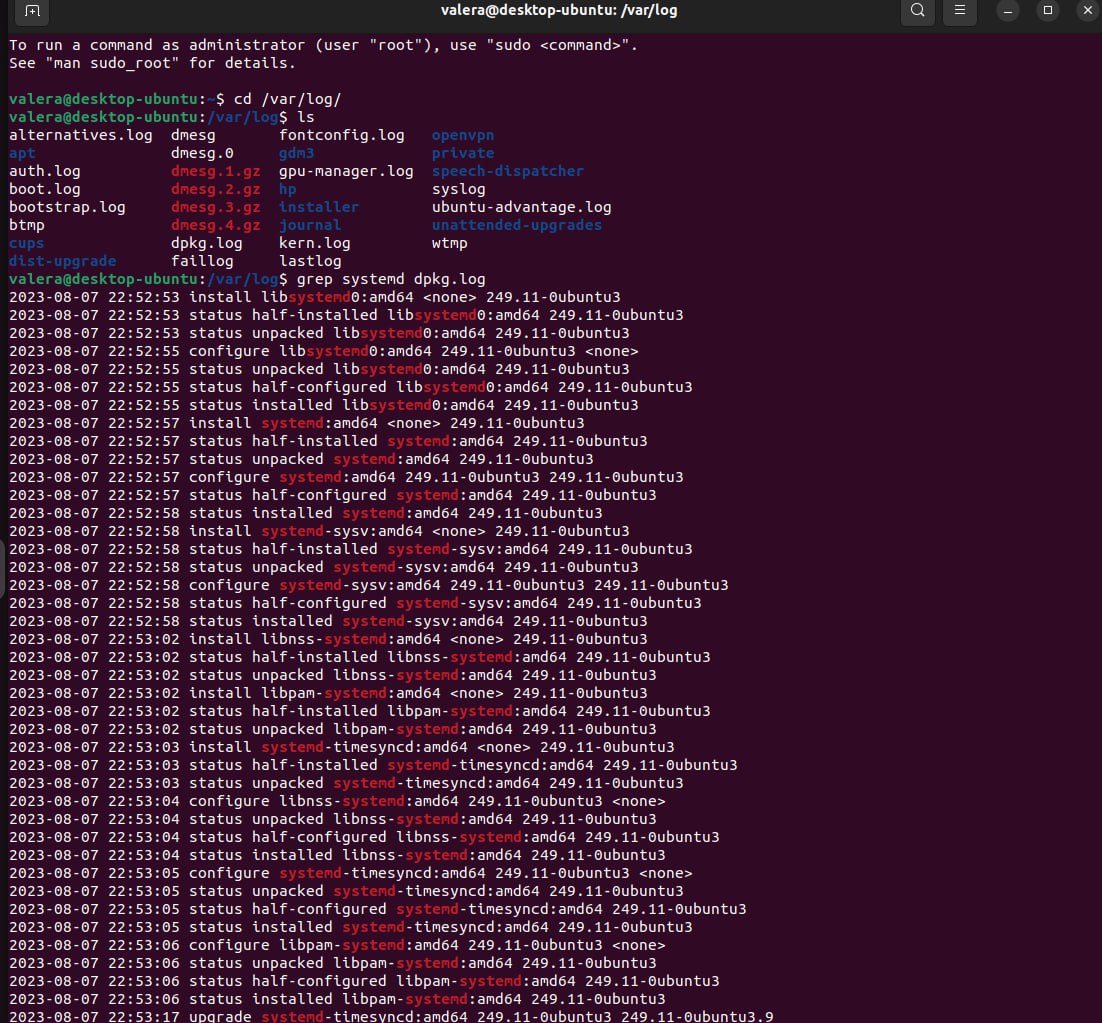 valera@desktop-ubuntu: /var/log
To run a command as administrator (user "root"), use "sudo <command>".
See "man sudo_root" for details.
valera@desktop-ubuntu:~$ cd /var/log/
valera@desktop-ubuntu:/var/log$ ls
alternatives.log  dmesg       fontconfig.log   openvpn
apt               dmesg.0     gdm3             private
auth.log          dmesg.1.gz  gpu-manager.log  speech-dispatcher
boot.log          dmesg.2.gz  hp               syslog
bootstrap.log     dmesg.3.gz  installer        ubuntu-advantage.log
btmp              dmesg.4.gz  journal          unattended-upgrades
cups              dpkg.log    kern.log         wtmp
dist-upgrade      faillog     lastlog
valera@desktop-ubuntu:/var/log$ grep systemd dpkg.log
2023-08-07 22:52:53 install libsystemd0:amd64 <none> 249.11-0ubuntu3
2023-08-07 22:52:53 status half-installed libsystemd0:amd64 249.11-0ubuntu3
2023-08-07 22:52:53 status unpacked libsystemd0:amd64 249.11-0ubuntu3
2023-08-07 22:52:55 configure libsystemd0:amd64 249.11-0ubuntu3 <none>
2023-08-07 22:52:55 status unpacked libsystemd0:amd64 249.11-0ubuntu3
2023-08-07 22:52:55 status half-configured libsystemd0:amd64 249.11-0ubuntu3
2023-08-07 22:52:55 status installed libsystemd0:amd64 249.11-0ubuntu3
2023-08-07 22:52:57 install systemd:amd64 <none> 249.11-0ubuntu3
2023-08-07 22:52:57 status half-installed systemd:amd64 249.11-0ubuntu3
2023-08-07 22:52:57 status unpacked systemd:amd64 249.11-0ubuntu3
2023-08-07 22:52:57 configure systemd:amd64 249.11-0ubuntu3 249.11-0ubuntu3
2023-08-07 22:52:57 status half-configured systemd:amd64 249.11-0ubuntu3
2023-08-07 22:52:58 status installed systemd:amd64 249.11-0ubuntu3
2023-08-07 22:52:58 install systemd-sysv:amd64 <none> 249.11-0ubuntu3
2023-08-07 22:52:58 status half-installed systemd-sysv:amd64 249.11-0ubuntu3
2023-08-07 22:52:58 status unpacked systemd-sysv:amd64 249.11-0ubuntu3
2023-08-07 22:52:58 configure systemd-sysv:amd64 249.11-0ubuntu3 249.11-0ubuntu3
2023-08-07 22:52:58 status half-configured systemd-sysv:amd64 249.11-0ubuntu3
2023-08-07 22:52:58 status installed systemd-sysv:amd64 249.11-0ubuntu3
2023-08-07 22:53:02 install libnss-systemd:amd64 <none> 249.11-0ubuntu3
2023-08-07 22:53:02 status half-installed libnss-systemd:amd64 249.11-0ubuntu3
2023-08-07 22:53:02 status unpacked libnss-systemd:amd64 249.11-0ubuntu3
2023-08-07 22:53:02 install libpam-systemd:amd64 <none> 249.11-0ubuntu3
2023-08-07 22:53:02 status half-installed libpam-systemd:amd64 249.11-0ubuntu3
2023-08-07 22:53:02 status unpacked libpam-systemd:amd64 249.11-0ubuntu3
2023-08-07 22:53:03 install systemd-timesyncd:amd64 <none> 249.11-0ubuntu3
2023-08-07 22:53:03 status half-installed systemd-timesyncd:amd64 249.11-0ubuntu3
2023-08-07 22:53:03 status unpacked systemd-timesyncd:amd64 249.11-0ubuntu3
2023-08-07 22:53:04 configure libnss-systemd:amd64 249.11-0ubuntu3 <none>
2023-08-07 22:53:04 status unpacked libnss-systemd:amd64 249.11-0ubuntu3
2023-08-07 22:53:04 status half-configured libnss-systemd:amd64 249.11-0ubuntu3
2023-08-07 22:53:04 status installed libnss-systemd:amd64 249.11-0ubuntu3
2023-08-07 22:53:05 configure systemd-timesyncd:amd64 249.11-0ubuntu3 <none>
2023-08-07 22:53:05 status unpacked systemd-timesyncd:amd64 249.11-0ubuntu3
2023-08-07 22:53:05 status half-configured systemd-timesyncd:amd64 249.11-0ubuntu3
2023-08-07 22:53:05 status installed systemd-timesyncd:amd64 249.11-0ubuntu3
2023-08-07 22:53:06 configure libpam-systemd:amd64 249.11-0ubuntu3 <none>
2023-08-07 22:53:06 status unpacked libpam-systemd:amd64 249.11-0ubuntu3
2023-08-07 22:53:06 status half-configured libpam-systemd:amd64 249.11-0ubuntu3
2023-08-07 22:53:06 status installed libpam-systemd:amd64 249.11-0ubuntu3
2023-08-07 22:53:17 upgrade systemd-timesyncd:amd64 249.11-0ubuntu3 249.11-0ubuntu3.9